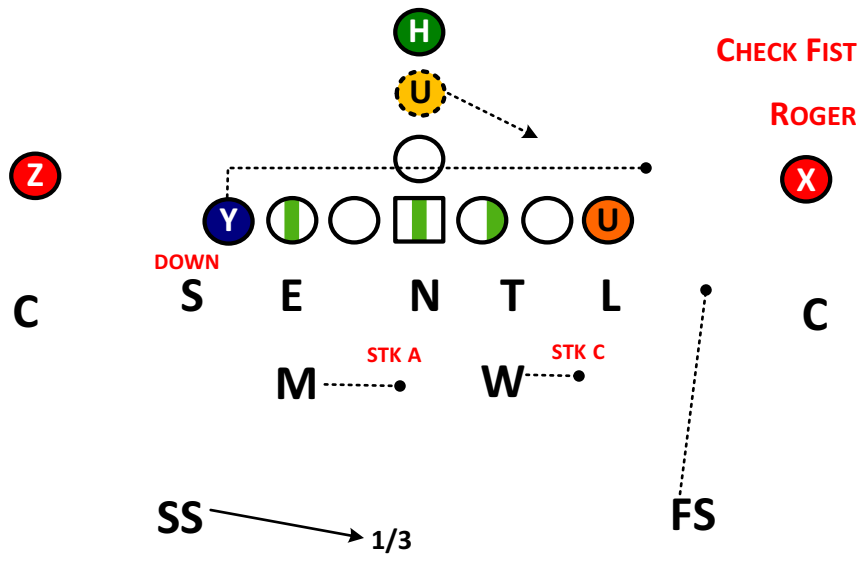 H
CHECK FIST
U
ROGER
Z
X
Y
U
DOWN
S E N T L
C
C
STK A
STK C
M
W
SS
FS
1/3